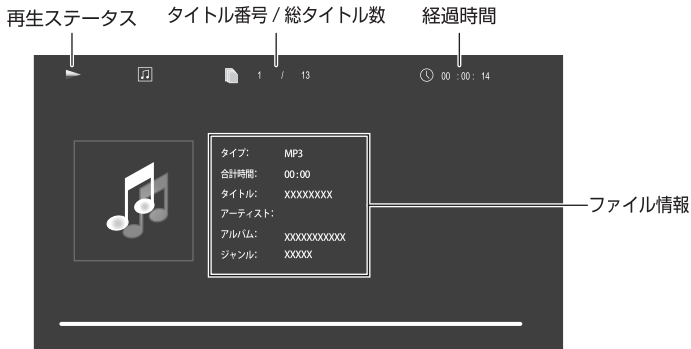 再生ステータス
タイトル番号 / 総タイトル数
経過時間
1 / 13
00 : 00 : 14
タイプ: MP3
合計時間: 00:00
タイトル: XXXXXXXX
アーティスト:
アルバム: XXXXXXXXXXX
ジャンル: XXXXX
ファイル情報